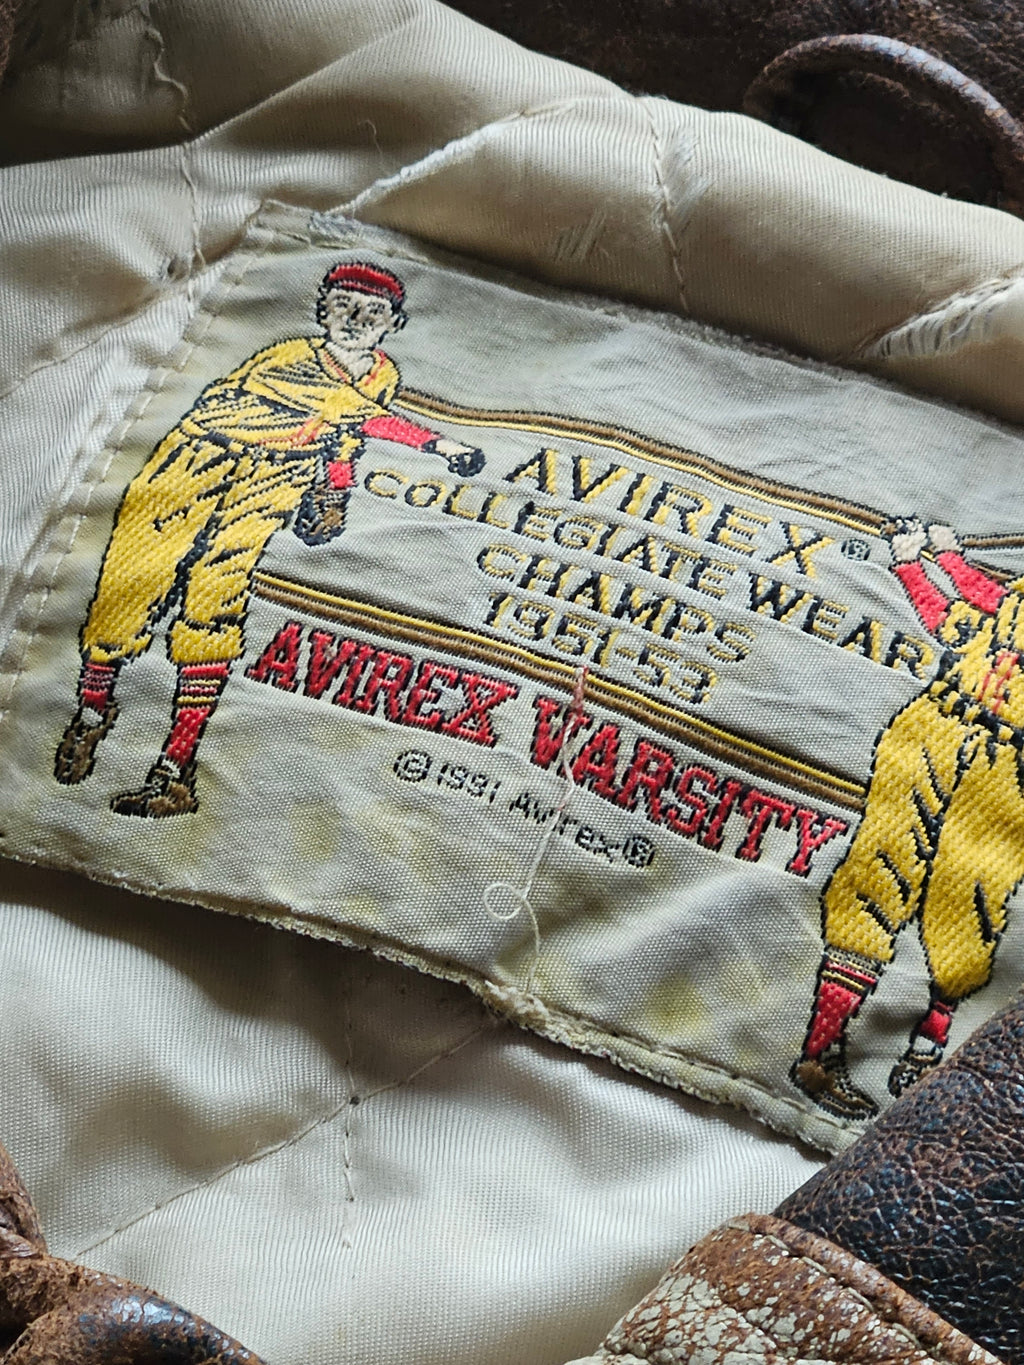 AVIREX®
COLLEGIATE WEAR
CHAMPS
1951-53
AVIREX VARSITY
© 1991 Avirex®